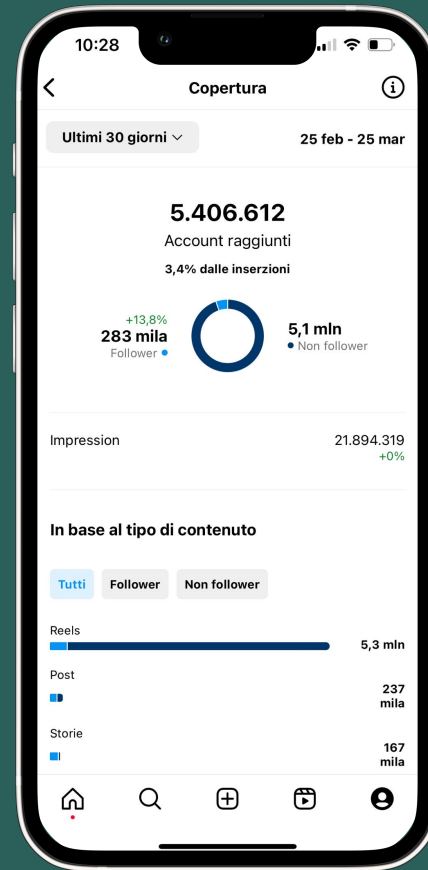 10:28
Copertura
Ultimi 30 giorni
25 feb - 25 mar
5.406.612
Account raggiunti
3,4% dalle inserzioni
+13,8%
283 mila
Follower
5,1 mln
Non follower
Impression
21.894.319
+0%
In base al tipo di contenuto
Tutti
Follower
Non follower
Reels
5,3 mln
Post
237
mila
Storie
167
mila